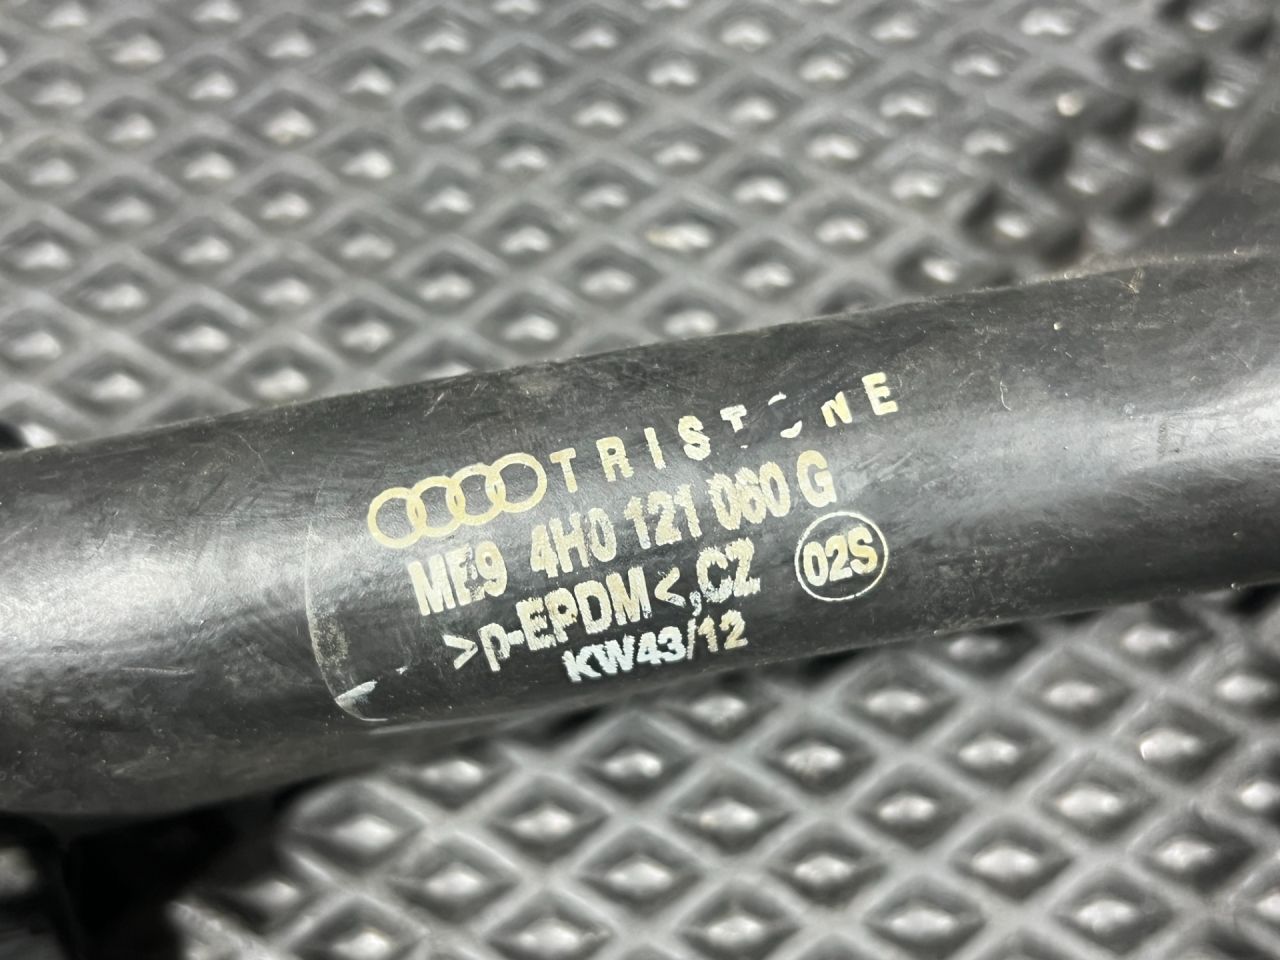 TRISTONE
ME9 4H0 121 060 G
>p-EPDM<,CZ 02S
KW43/12